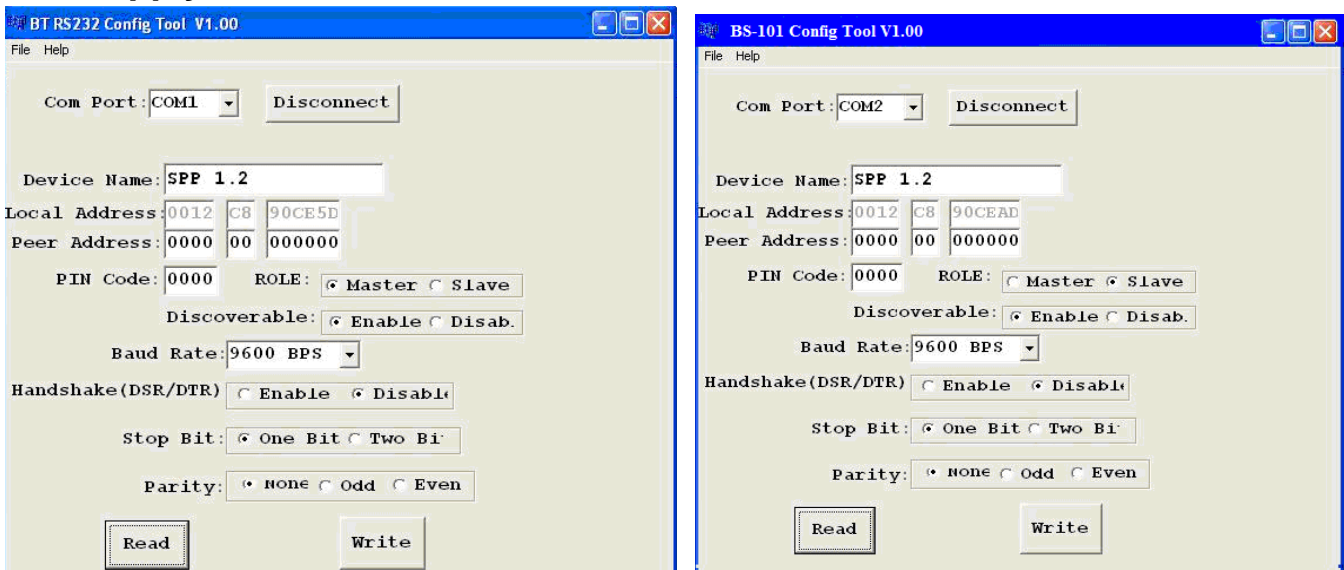 BT RS232 Config Tool V1.00
File Help
Com Port: COM1 Disconnect
Device Name: SPP 1.2
Local Address: 0012 C8 90CE5D
Peer Address: 0000 00 000000
PIN Code: 0000 ROLE: Master Slave
Discoverable: Enable Disab.
Baud Rate: 9600 BPS
Handshake(DSR/DTR) Enable Disable
Stop Bit: One Bit Two Bi
Parity: None Odd Even
Read Write
BS-101 Config Tool V1.00
File Help
Com Port: COM2 Disconnect
Device Name: SPP 1.2
Local Address: 0012 C8 90CEAD
Peer Address: 0000 00 000000
PIN Code: 0000 ROLE: Master Slave
Discoverable: Enable Disab.
Baud Rate: 9600 BPS
Handshake(DSR/DTR) Enable Disable
Stop Bit: One Bit Two Bi
Parity: None Odd Even
Read Write